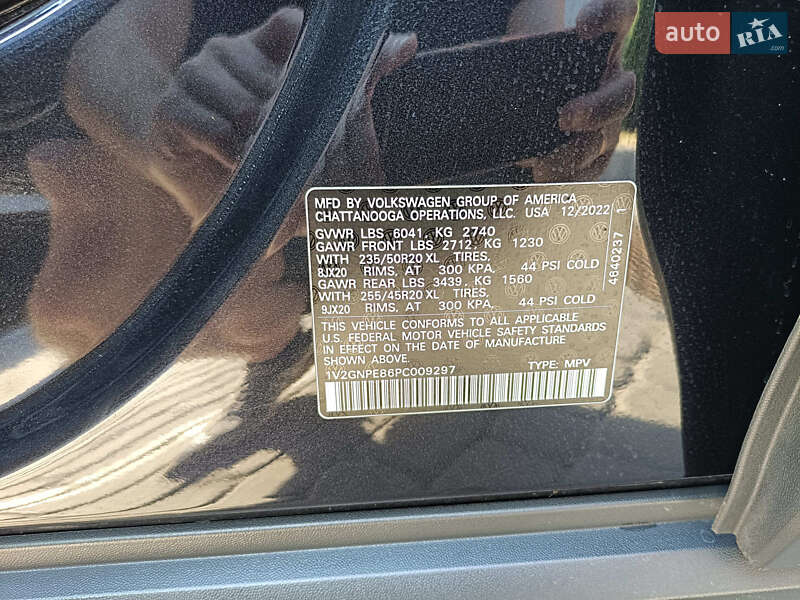 auto RIA
.com
MFD BY VOLKSWAGEN GROUP OF AMERICA
CHATTANOOGA OPERATIONS, LLC. USA 12/2022
GVWR LBS 6041, KG 2740
GAWR FRONT LBS 2712, KG 1230
WITH 235/50R20 XL TIRES,
8JX20 RIMS, AT 300 KPA, 44 PSI COLD
GAWR REAR LBS 3439, KG 1560
WITH 255/45R20 XL TIRES,
9JX20 RIMS, AT 300 KPA, 44 PSI COLD
THIS VEHICLE CONFORMS TO ALL APPLICABLE
U.S. FEDERAL MOTOR VEHICLE SAFETY STANDARDS
IN EFFECT ON THE DATE OF MANUFACTURE
SHOWN ABOVE.
1V2GNPE86PC009297 TYPE: MPV
4840237 1